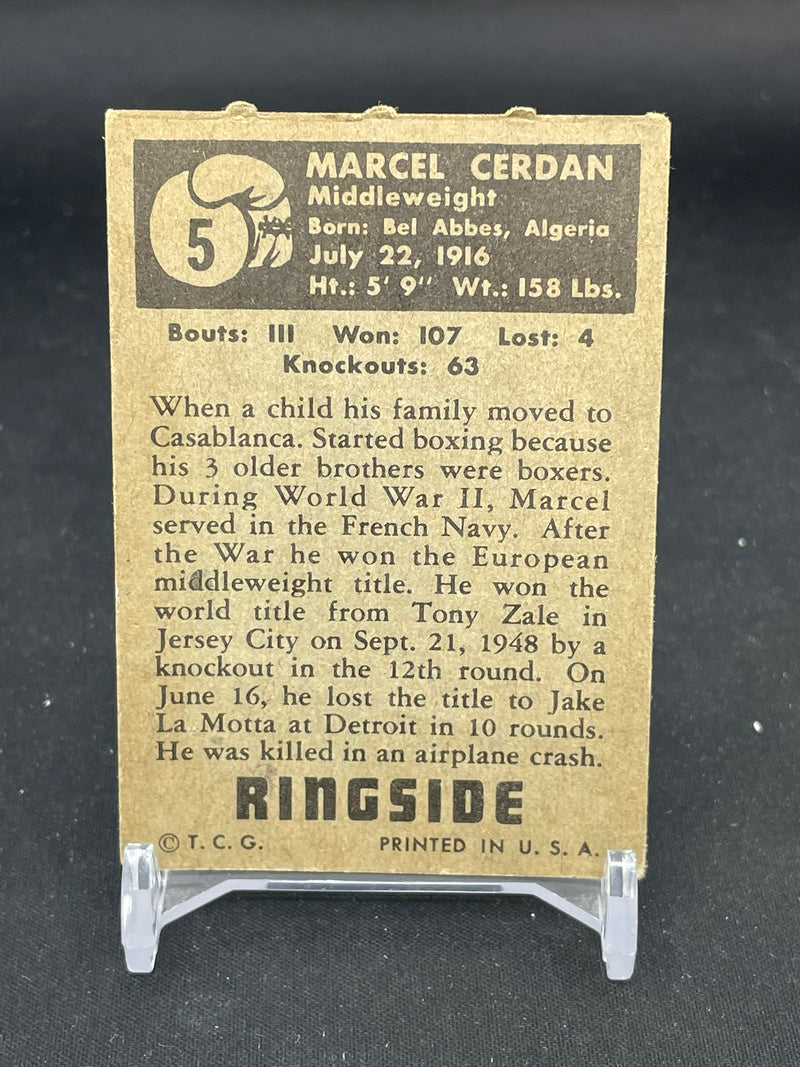 5
MARCEL CERDAN
Middleweight
Born: Bel Abbes, Algeria
July 22, 1916
Ht.: 5' 9" Wt.: 158 Lbs.
Bouts: 111 Won: 107 Lost: 4
Knockouts: 63
When a child his family moved to
Casablanca. Started boxing because
his 3 older brothers were boxers.
During World War II, Marcel
served in the French Navy. After
the War he won the European
middleweight title. He won the
world title from Tony Zale in
Jersey City on Sept. 21, 1948 by a
knockout in the 12th round. On
June 16, he lost the title to Jake
La Motta at Detroit in 10 rounds.
He was killed in an airplane crash.
RINGSIDE
© T. C. G. PRINTED IN U. S. A.